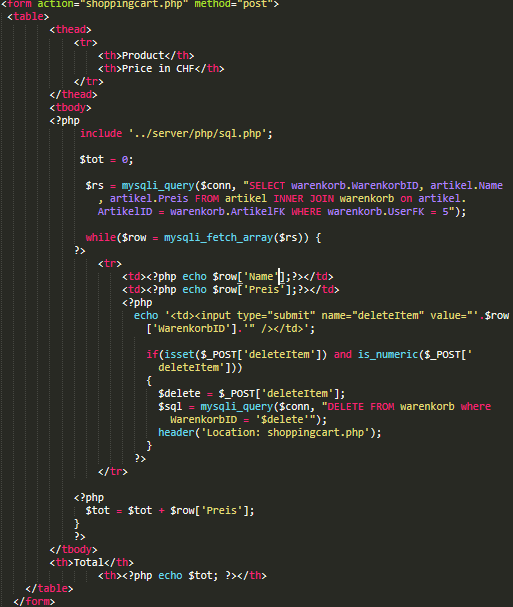 <form action="shoppingcart.php" method="post">
<table>
<thead>
<tr>
<th>Product</th>
<th>Price in CHF</th>
</tr>
</thead>
<tbody>
<?php
include '../server/php/sql.php';
$tot = 0;
$rs = mysqli_query($conn, "SELECT warenkorb.WarenkorbID, artikel.Name
, artikel.Preis FROM artikel INNER JOIN warenkorb on artikel.
ArtikelID = warenkorb.ArtikelFK WHERE warenkorb.UserFK = 5");
while($row = mysqli_fetch_array($rs)) {
?>
<tr>
<td><?php echo $row['Name'];?></td>
<td><?php echo $row['Preis'];?></td>
<?php
echo '<td><input type="submit" name="deleteItem" value="'.$row
['WarenkorbID'].'" /></td>';
if(isset($_POST['deleteItem']) and is_numeric($_POST['
deleteItem']))
{
$delete = $_POST['deleteItem'];
$sql = mysqli_query($conn, "DELETE FROM warenkorb where
WarenkorbID = '$delete'");
header('Location: shoppingcart.php');
}
?>
</tr>
<?php
$tot = $tot + $row['Preis'];
}
?>
</tbody>
<th>Total</th>
<th><?php echo $tot; ?></th>
</table>
</form>